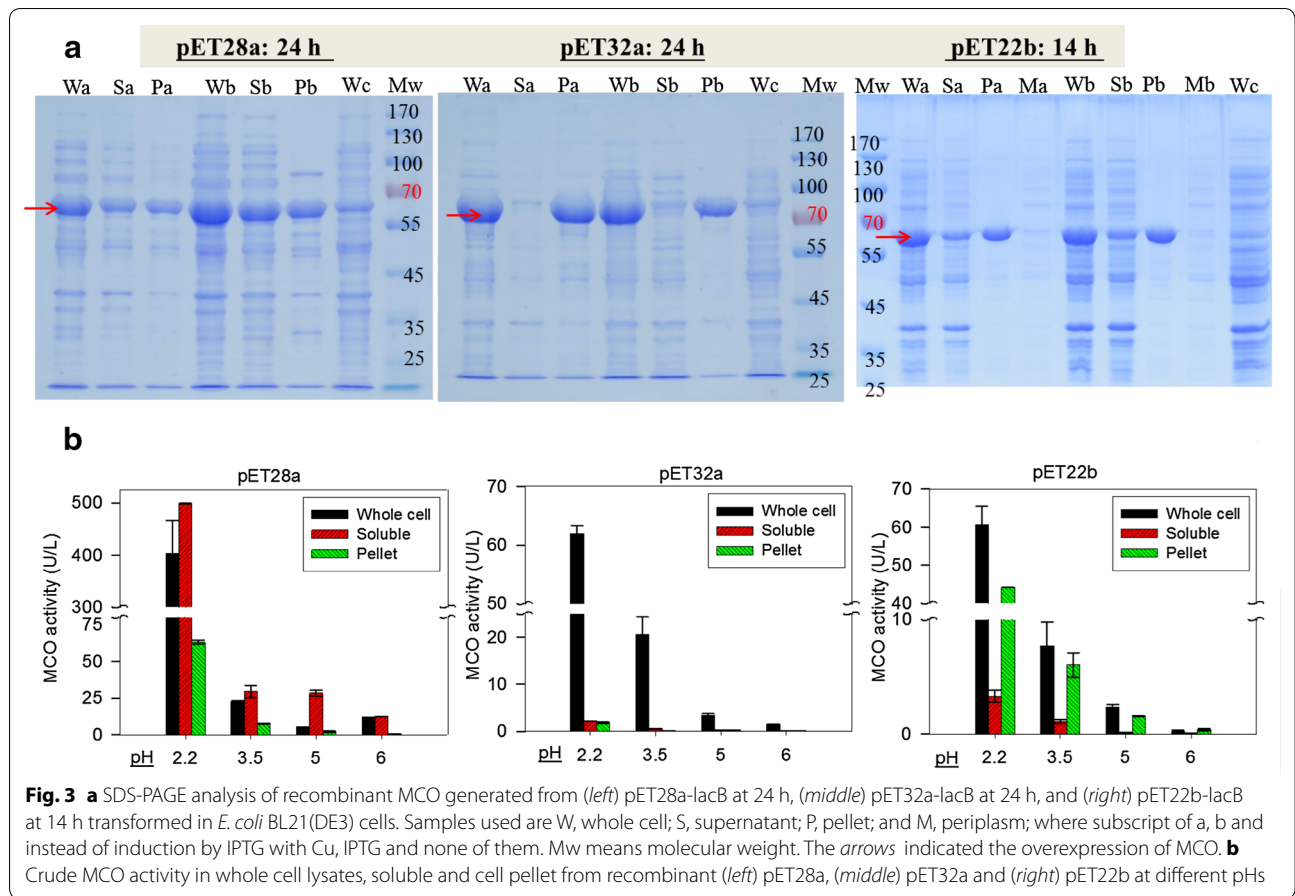 a
pET28a: 24 h pET32a: 24 h pET22b: 14 h
Wa Sa Pa Wb Sb Pb Wc Mw Wa Sa Pa Wb Sb Pb Wc Mw Mw Wa Sa Pa Ma Wb Sb Pb Mb Wc
170
130
100
70
55
45
35
25
170
130
100
70
55
45
35
25
170
130
100
70
55
45
35
25
b
pET28a
MCO activity (U/L)
500
400
300
75
50
25
0
Whole cell
Soluble
Pellet
pH 2.2 3.5 5 6
pET32a
MCO activity (U/L)
70
60
50
20
10
0
Whole cell
Soluble
Pellet
pH 2.2 3.5 5 6
pET22b
MCO activity (U/L)
70
60
40
10
0
Whole cell
Soluble
Pellet
pH 2.2 3.5 5 6
Fig. 3 a SDS-PAGE analysis of recombinant MCO generated from (left) pET28a-lacB at 24 h, (middle) pET32a-lacB at 24 h, and (right) pET22b-lacB
at 14 h transformed in E. coli BL21(DE3) cells. Samples used are W, whole cell; S, supernatant; P, pellet; and M, periplasm; where subscript of a, b and
instead of induction by IPTG with Cu, IPTG and none of them. Mw means molecular weight. The arrows indicated the overexpression of MCO. b
Crude MCO activity in whole cell lysates, soluble and cell pellet from recombinant (left) pET28a, (middle) pET32a and (right) pET22b at different pHs